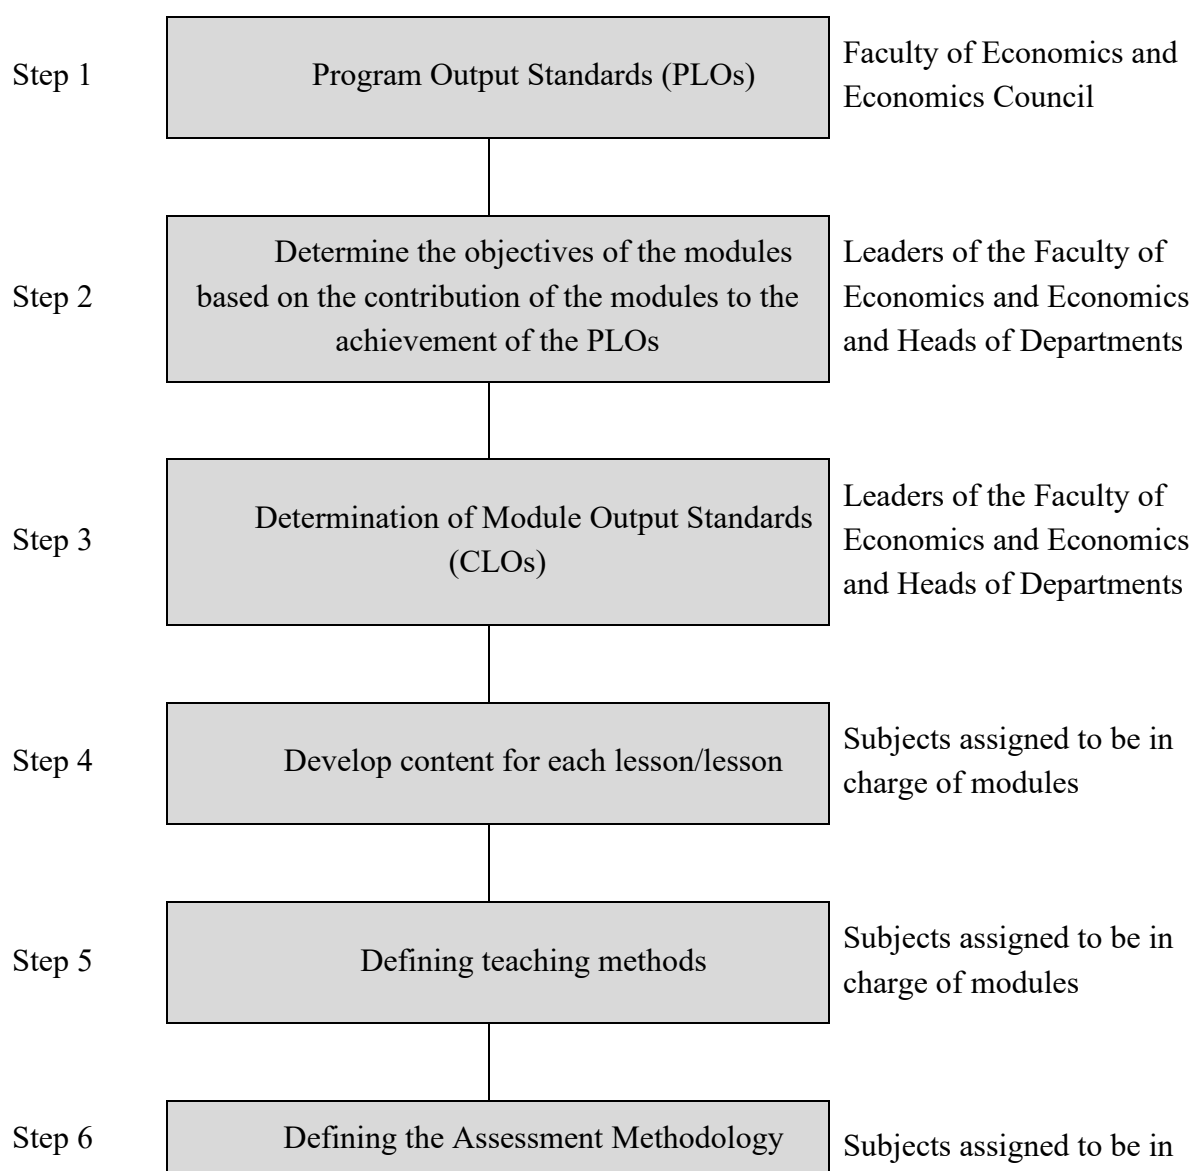 Step 1
Program Output Standards (PLOs)
Faculty of Economics and
Economics Council
Step 2
Determine the objectives of the modules
based on the contribution of the modules to the
achievement of the PLOs
Leaders of the Faculty of
Economics and Economics
and Heads of Departments
Step 3
Determination of Module Output Standards
(CLOs)
Leaders of the Faculty of
Economics and Economics
and Heads of Departments
Step 4
Develop content for each lesson/lesson
Subjects assigned to be in
charge of modules
Step 5
Defining teaching methods
Subjects assigned to be in
charge of modules
Step 6
Defining the Assessment Methodology
Subjects assigned to be in